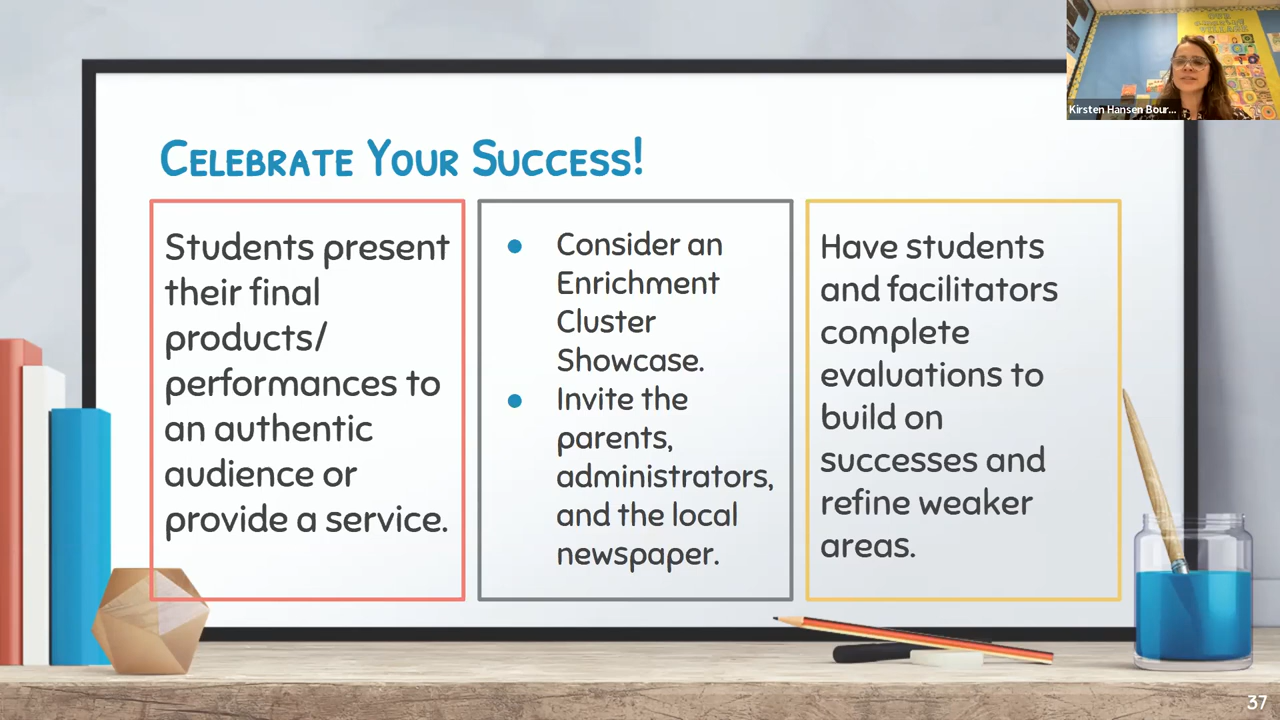 Kirsten Hansen Bour...
Celebrate Your Success!
Students present
their final
products/
performances to
an authentic
audience or
provide a service.
● Consider an
Enrichment
Cluster
Showcase.
● Invite the
parents,
administrators,
and the local
newspaper.
Have students
and facilitators
complete
evaluations to
build on
successes and
refine weaker
areas.
37